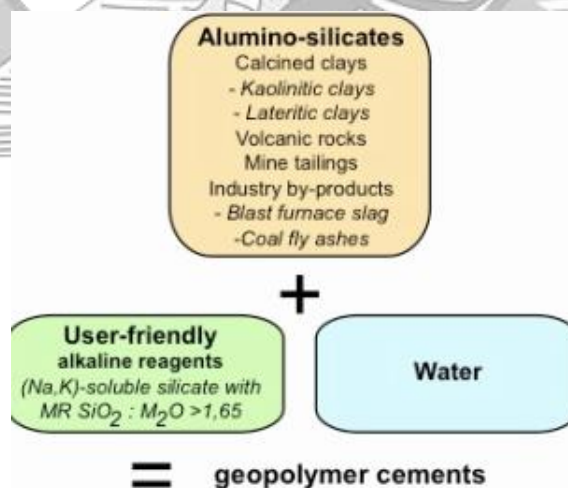 Alumino-silicates
Calcined clays
- Kaolinitic clays
- Lateritic clays
Volcanic rocks
Mine tailings
Industry by-products
- Blast furnace slag
-Coal fly ashes
+
User-friendly
alkaline reagents
(Na,K)-soluble silicate with
MR SiO₂ : M₂O >1,65
Water
= geopolymer cements